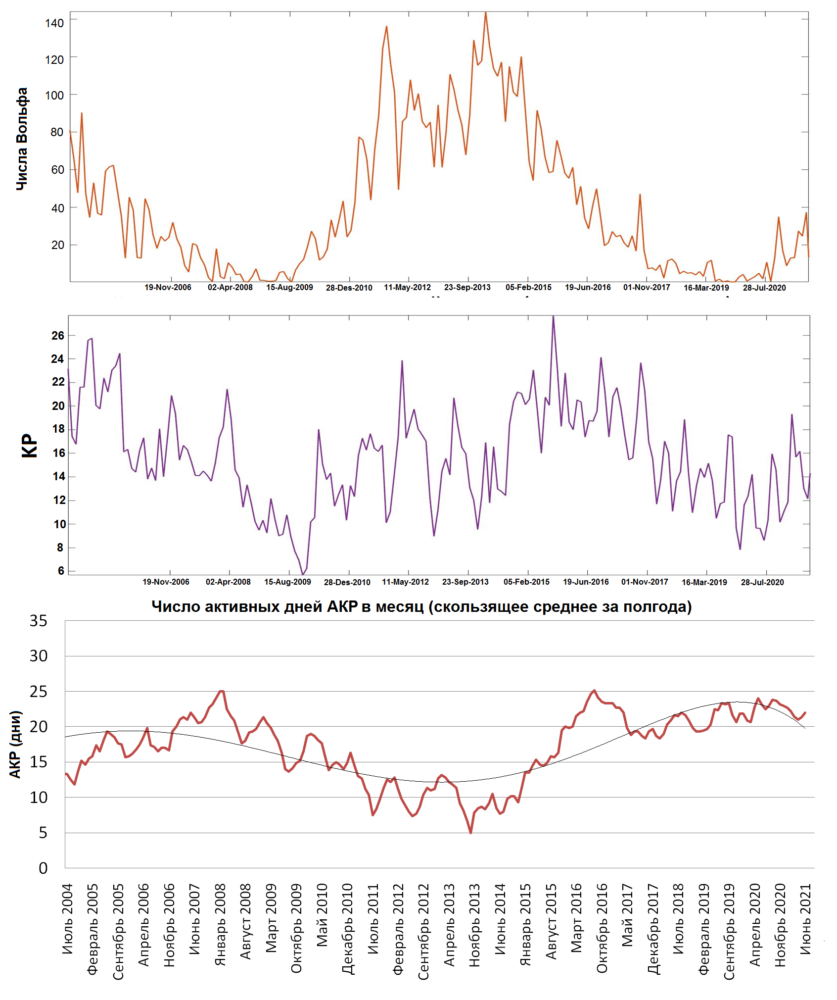 Числа Вольфа
140
120
100
80
60
40
20
19-Nov-2006 02-Apr-2008 15-Aug-2009 28-Des-2010 11-May-2012 23-Sep-2013 05-Feb-2015 19-Jun-2016 01-Nov-2017 16-Mar-2019 28-Jul-2020
КР
26
24
22
20
18
16
14
12
10
8
6
19-Nov-2006 02-Apr-2008 15-Aug-2009 28-Des-2010 11-May-2012 23-Sep-2013 05-Feb-2015 19-Jun-2016 01-Nov-2017 16-Mar-2019 28-Jul-2020
Число активных дней АКР в месяц (скользящее среднее за полгода)
АКР (дни)
35
30
25
20
15
10
5
0
Июль 2004
Февраль 2005
Сентябрь 2005
Апрель 2006
Ноябрь 2006
Июнь 2007
Январь 2008
Август 2008
Март 2009
Октябрь 2009
Май 2010
Декабрь 2010
Июль 2011
Февраль 2012
Сентябрь 2012
Апрель 2013
Ноябрь 2013
Июнь 2014
Январь 2015
Август 2015
Март 2016
Октябрь 2016
Май 2017
Декабрь 2017
Июль 2018
Февраль 2019
Сентябрь 2019
Апрель 2020
Ноябрь 2020
Июнь 2021